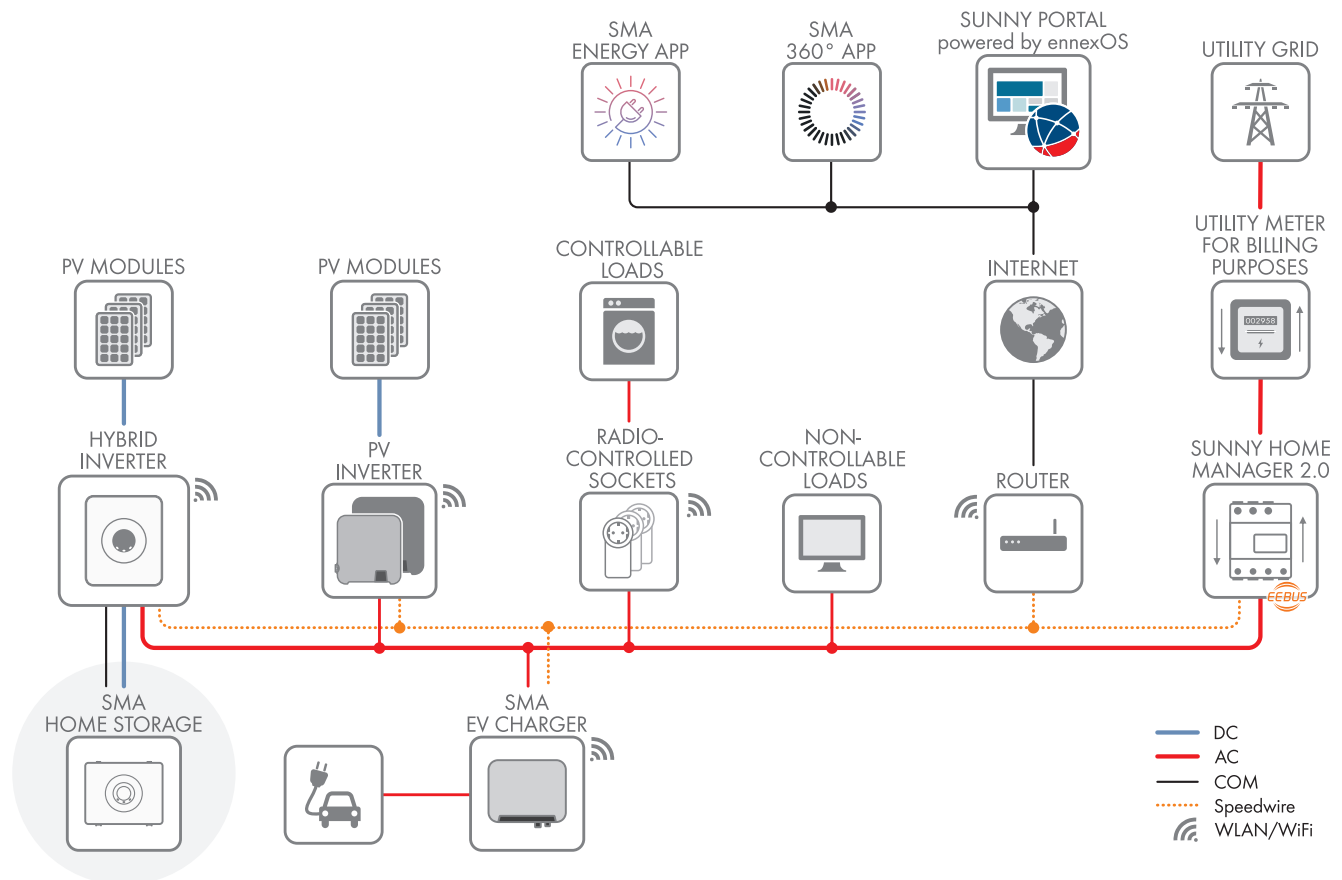 SMA
ENERGY APP
SMA
360° APP
SUNNY PORTAL
powered by ennexOS
UTILITY GRID
PV MODULES
PV MODULES
CONTROLLABLE
LOADS
INTERNET
UTILITY METER
FOR BILLING
PURPOSES
002958
HYBRID
INVERTER
PV
INVERTER
RADIO-
CONTROLLED
SOCKETS
NON-
CONTROLLABLE
LOADS
ROUTER
SUNNY HOME
MANAGER 2.0
EEBUS
SMA
HOME STORAGE
SMA
EV CHARGER
DC
AC
COM
Speedwire
WLAN/WiFi